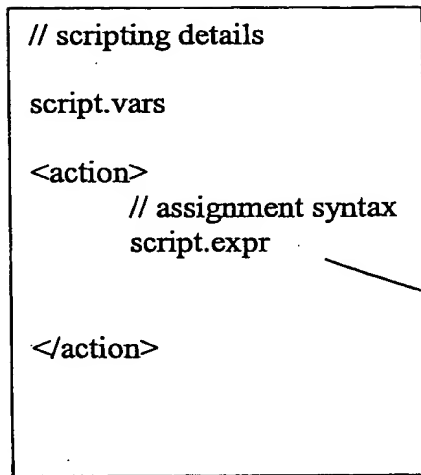 // scripting details
script.vars
<action>
// assignment syntax
script.expr
</action>